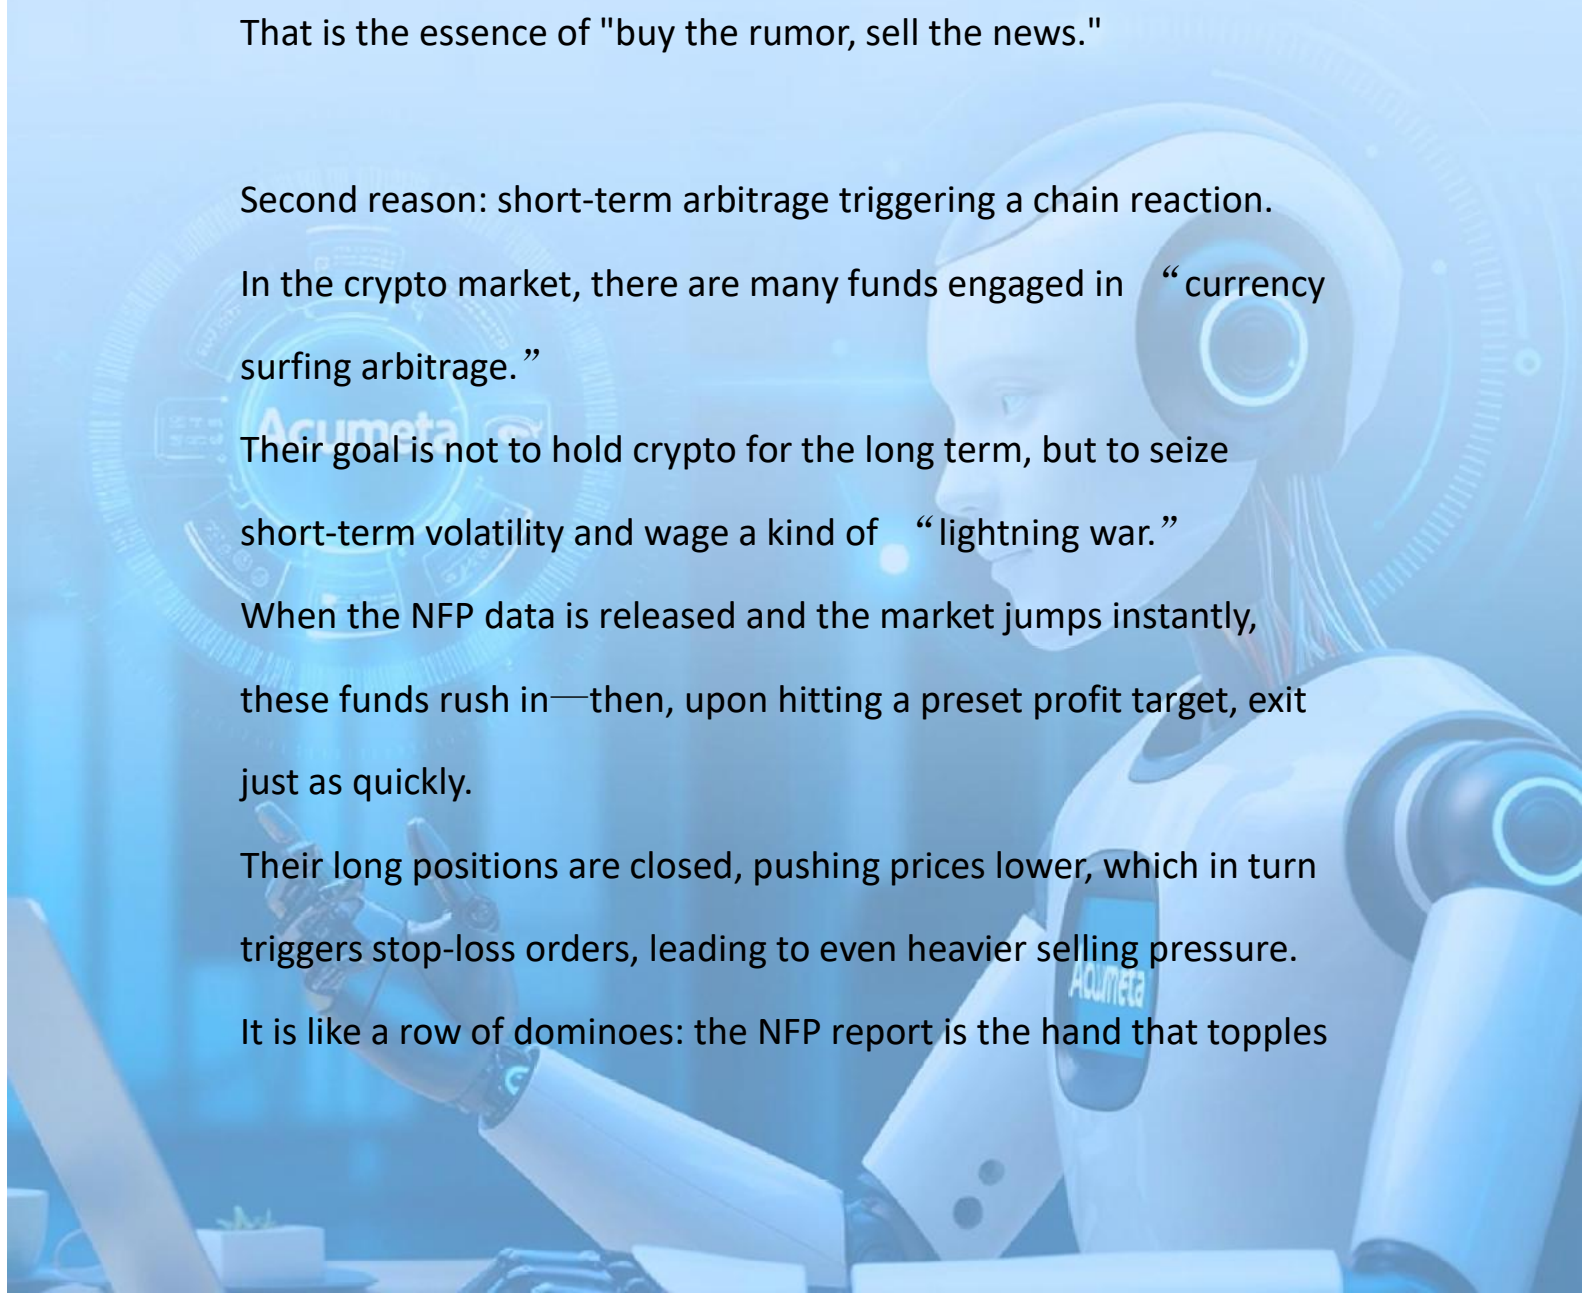 That is the essence of "buy the rumor, sell the news."
Second reason: short-term arbitrage triggering a chain reaction.
In the crypto market, there are many funds engaged in “currency
surfing arbitrage.”
Acumeta
Their goal is not to hold crypto for the long term, but to seize
short-term volatility and wage a kind of “lightning war.”
When the NFP data is released and the market jumps instantly,
these funds rush in—then, upon hitting a preset profit target, exit
just as quickly.
Their long positions are closed, pushing prices lower, which in turn
triggers stop-loss orders, leading to even heavier selling pressure.
Acumeta
It is like a row of dominoes: the NFP report is the hand that topples